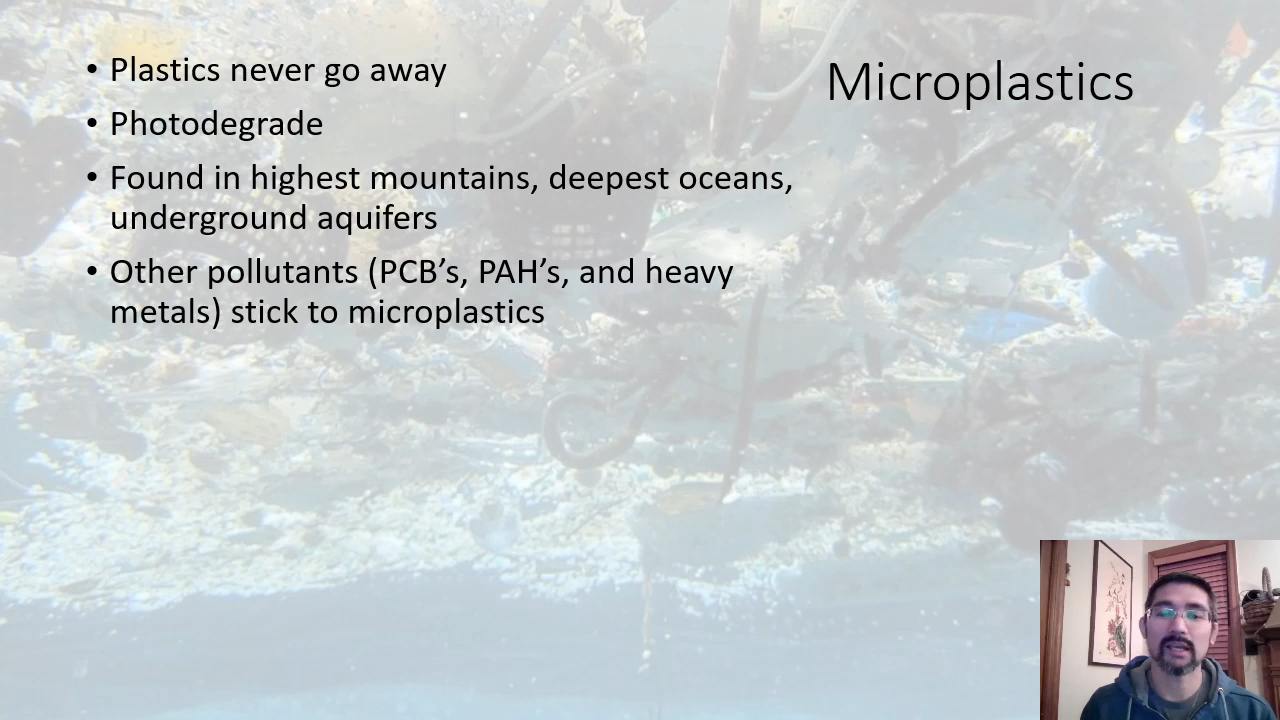 Microplastics
• Plastics never go away
• Photodegrade
• Found in highest mountains, deepest oceans,
underground aquifers
• Other pollutants (PCB’s, PAH’s, and heavy
metals) stick to microplastics